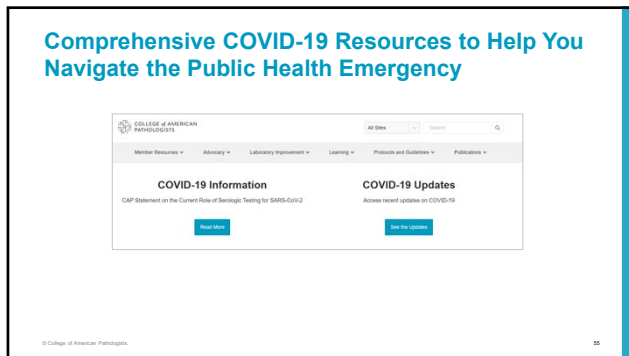 Comprehensive COVID-19 Resources to Help You
Navigate the Public Health Emergency
COLLEGE of AMERICAN
PATHOLOGISTS
All Sites
Search
Member Resources
Advocacy
Laboratory Improvement
Learning
Protocols and Guidelines
Publications
COVID-19 Information
CAP Statement on the Current Role of Serologic Testing for SARS-CoV-2
Read More
COVID-19 Updates
Access recent updates on COVID-19
See the Updates
© College of American Pathologists.
55